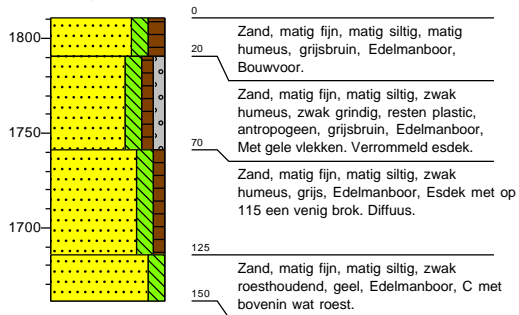 0
1800
Zand, matig fijn, matig siltig, matig
humeus, grijsbruin, Edelmanboor,
Bouwvoor.
20
Zand, matig fijn, matig siltig, zwak
humeus, zwak grindig, resten plastic,
antropogeen, grijsbruin, Edelmanboor,
Met gele vlekken. Verrommeld esdek.
1750
70
Zand, matig fijn, matig siltig, zwak
humeus, grijs, Edelmanboor, Esdek met op
115 een venig brok. Diffuus.
1700
125
Zand, matig fijn, matig siltig, zwak
roesthoudend, geel, Edelmanboor, C met
bovenin wat roest.
150